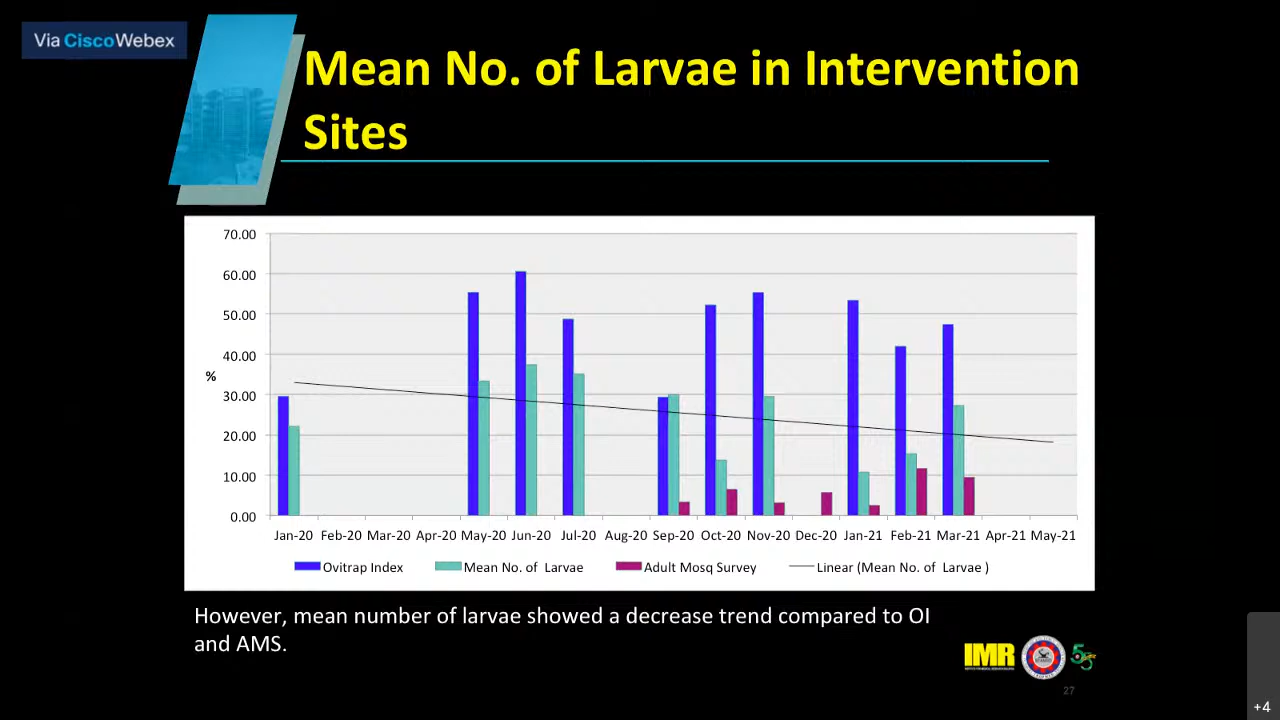 Via CiscoWebex
Mean No. of Larvae in Intervention
Sites
70.00
60.00
50.00
40.00
%
30.00
20.00
10.00
0.00
Jan-20 Feb-20 Mar-20 Apr-20 May-20 Jun-20 Jul-20 Aug-20 Sep-20 Oct-20 Nov-20 Dec-20 Jan-21 Feb-21 Mar-21 Apr-21 May-21
Ovitrap Index Mean No. of Larvae Adult Mosq Survey Linear (Mean No. of Larvae )
However, mean number of larvae showed a decrease trend compared to OI
and AMS.
IMR
27
+4